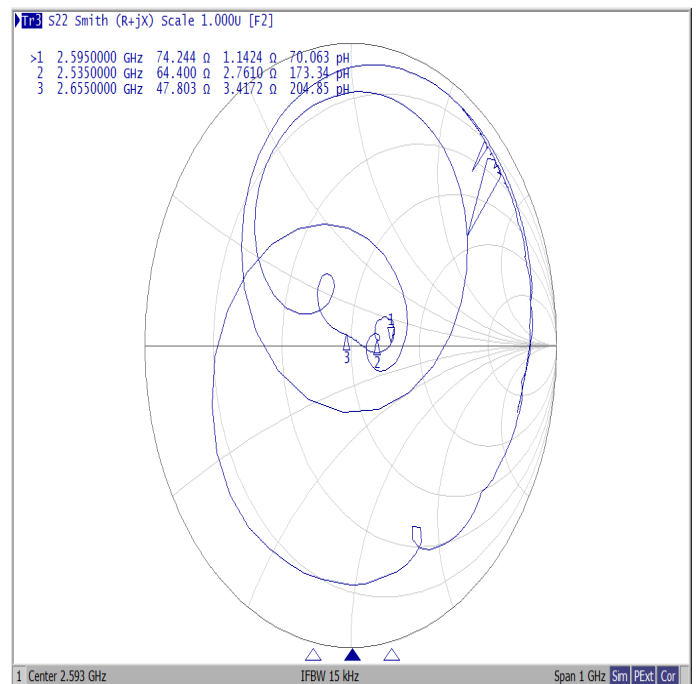 Tr3 S22 Smith (R+jX) Scale 1.000U [F2]
>1 2.5950000 GHz 74.244 Ω 1.1424 Ω 70.063 pH
2 2.5350000 GHz 64.400 Ω 2.7610 Ω 173.34 pH
3 2.6550000 GHz 47.803 Ω 3.4172 Ω 204.85 pH
1
3
2
1 Center 2.593 GHz IFBW 15 kHz Span 1 GHz Sim PExt Cor